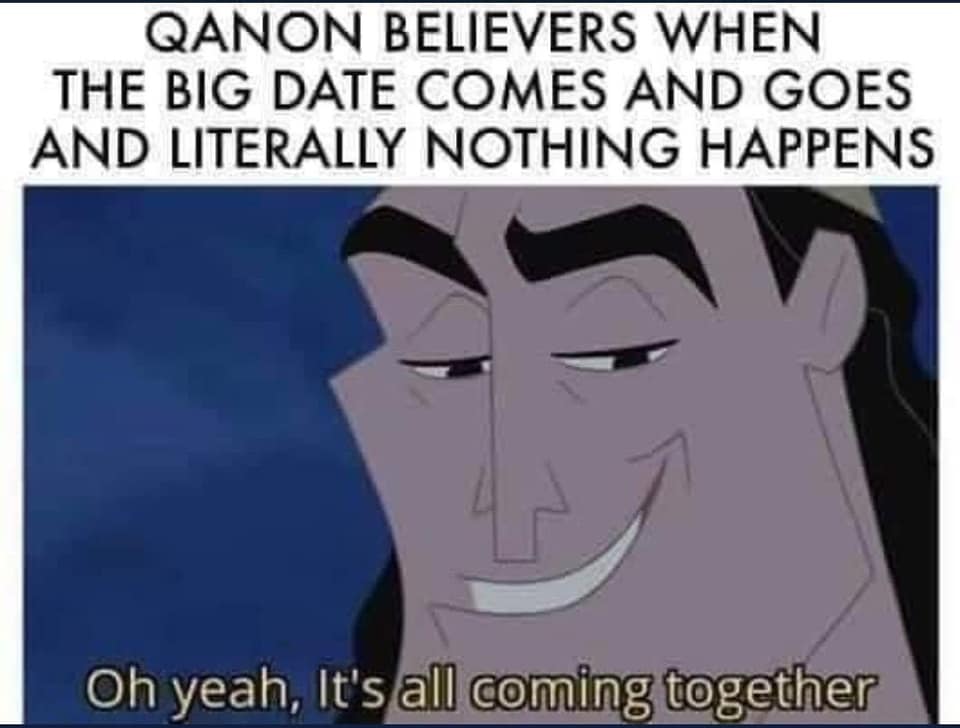 QANON BELIEVERS WHEN
THE BIG DATE COMES AND GOES
AND LITERALLY NOTHING HAPPENS
Oh yeah, It's all coming together